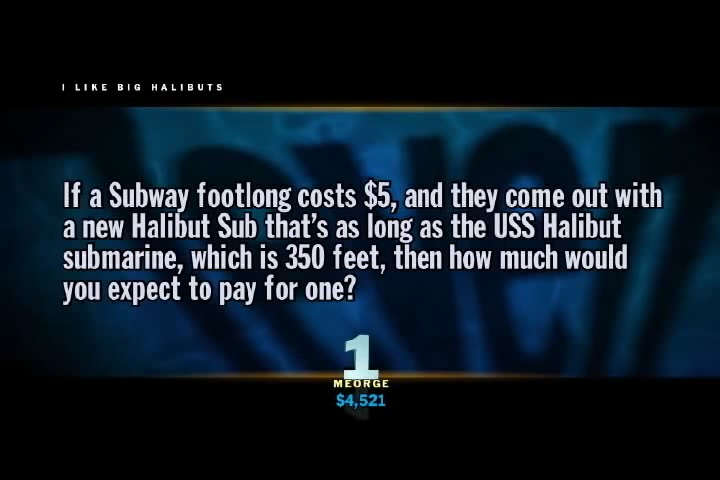 I LIKE BIG HALIBUTS
If a Subway footlong costs $5, and they come out with
a new Halibut Sub that's as long as the USS Halibut
submarine, which is 350 feet, then how much would
you expect to pay for one?
1
MEORGE
$4,521